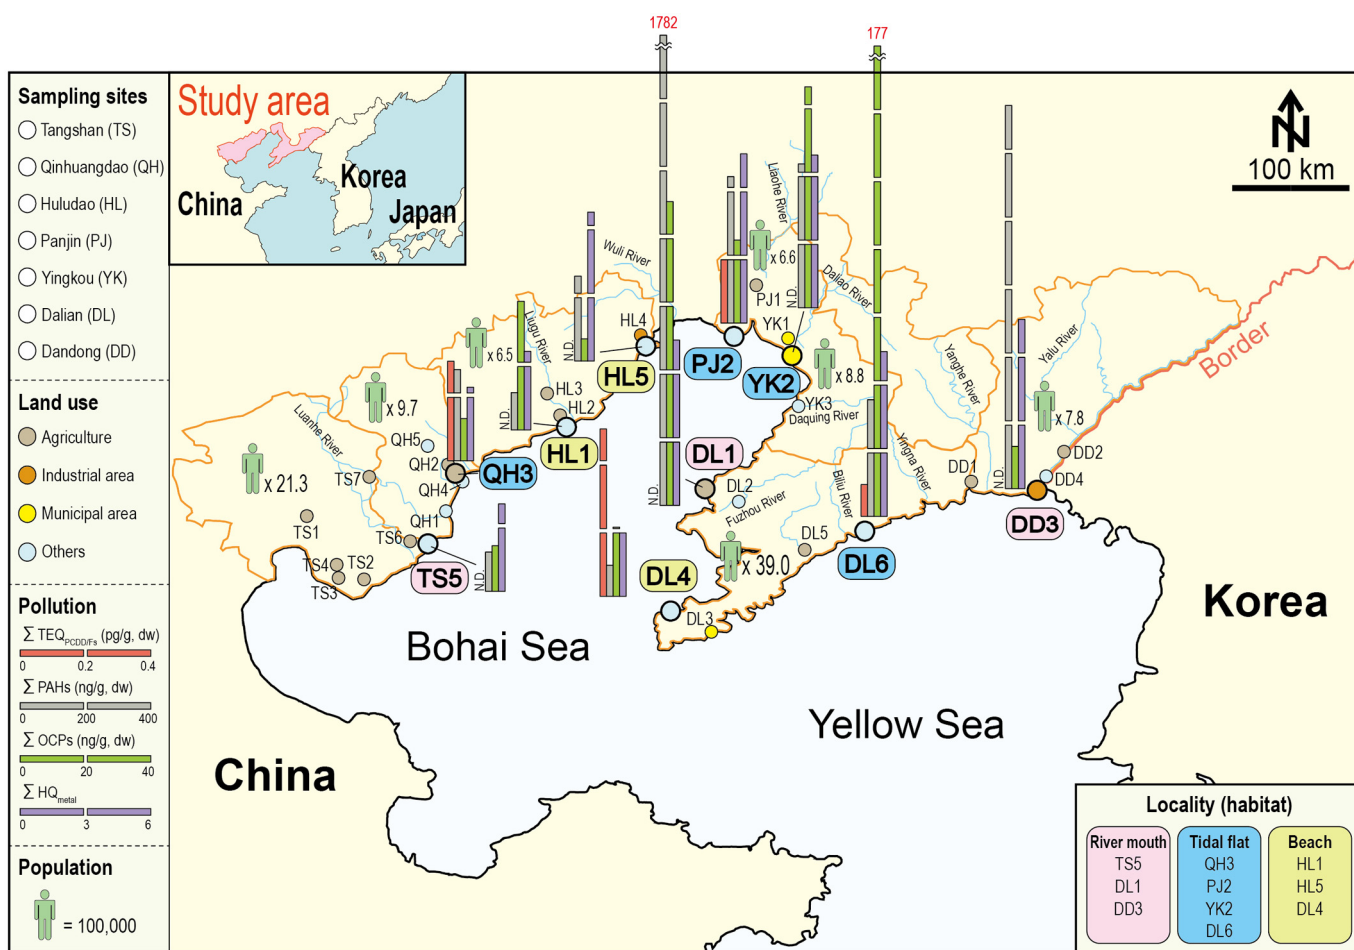 1782
177
Sampling sites
Tangshan (TS)
Qinhuangdao (QH)
Huludao (HL)
Panjin (PJ)
Yingkou (YK)
Dalian (DL)
Dandong (DD)
Land use
Agriculture
Industrial area
Municipal area
Others
Pollution
∑ TEQPCDD/Fs (pg/g, dw)
0 0.2 0.4
∑ PAHs (ng/g, dw)
0 200 400
∑ OCPs (ng/g, dw)
0 20 40
∑ HQmetal
0 3 6
Population
= 100,000
Study area
China
Korea
Japan
N
100 km
Liaohe River
Wuli River
x 6.6
Daliao River
PJ1
N.D.
Liugu River
HL4
YK1
N.D.
HL5
PJ2
YK2
x 6.5
x 8.8
Yanghe River
Yalu River
Border
x 9.7
HL3
HL2
N.D.
YK3
Daquing River
x 7.8
Luanhe River
QH5
QH2
QH3
QH4
HL1
DL1
Yingna River
DD1
DD2
DD4
N.D.
DD3
x 21.3
TS7
QH1
N.D.
DL2
Fuzhou River
Biliu River
TS1
TS6
TS4
TS2
TS3
TS5
N.D.
DL4
DL5
x 39.0
DL6
DL3
Bohai Sea
Korea
Yellow Sea
China
Locality (habitat)
River mouth
TS5
DL1
DD3
Tidal flat
QH3
PJ2
YK2
DL6
Beach
HL1
HL5
DL4